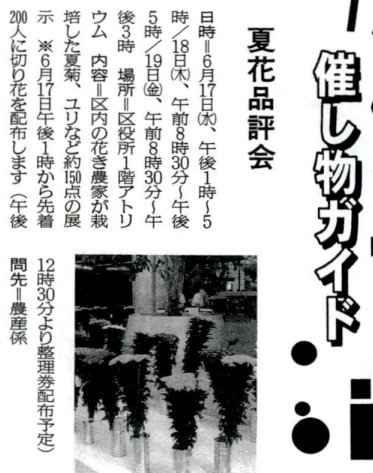 催し物ガイド
夏花品評会
日時＝6月17日㈬、午後1時～5
時／18日㈭、午前8時30分～午後
5時／19日㈮、午前8時30分～午
後3時　場所＝区役所1階アトリ
ウム　内容＝区内の花き農家が栽
培した夏菊、ユリなど約150点の展
示　※6月17日午後1時から先着
200人に切り花を配布します（午後
12時30分より整理券配布予定）
問先＝農産係